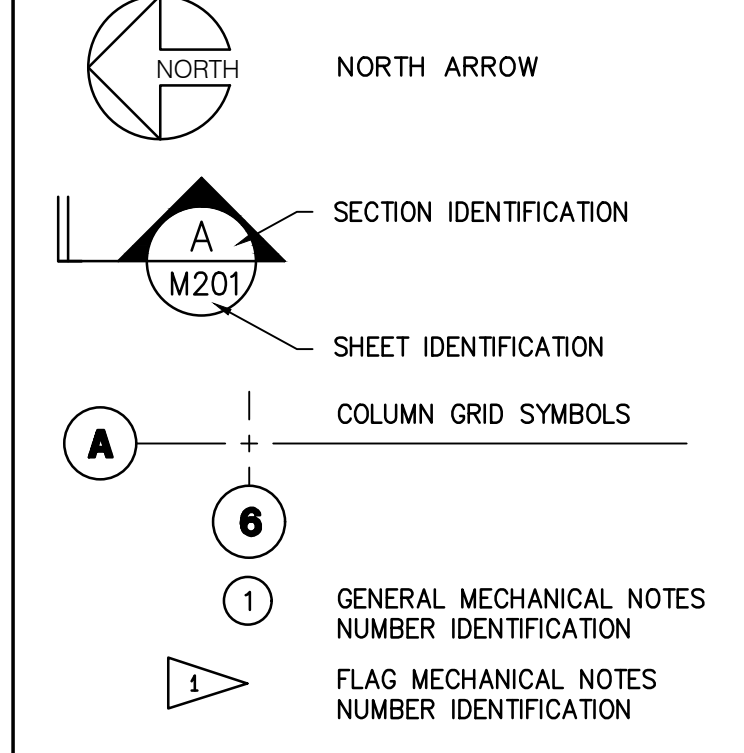 NORTH
NORTH ARROW
A
SECTION IDENTIFICATION
M201
SHEET IDENTIFICATION
COLUMN GRID SYMBOLS
A
6
1
GENERAL MECHANICAL NOTES
NUMBER IDENTIFICATION
1
FLAG MECHANICAL NOTES
NUMBER IDENTIFICATION